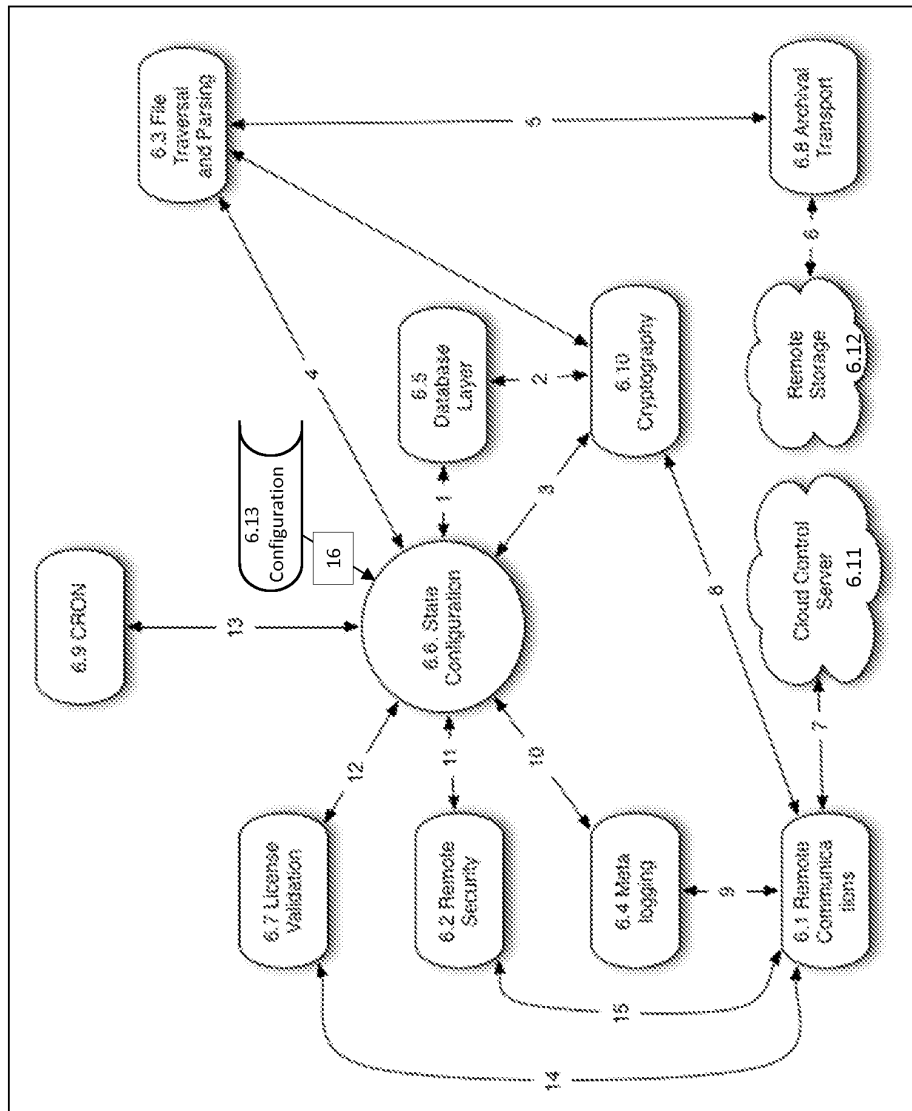 6.9 CRON
13
6.13
Configuration
16
6.3 File
Traversal
and Parsing
4
12
6.7 License
Validation
6.6. State
Configuration
11
6.2 Remote
Security
1
6.5
Database
Layer
2
10
3
6.4 Meta
logging
6.10
Cryptography
5
9
15
8
14
6.1 Remote
Communica
tions
7
Cloud Control
Server
6.11
Remote
Storage
6.12
6
6.8 Archival
Transport